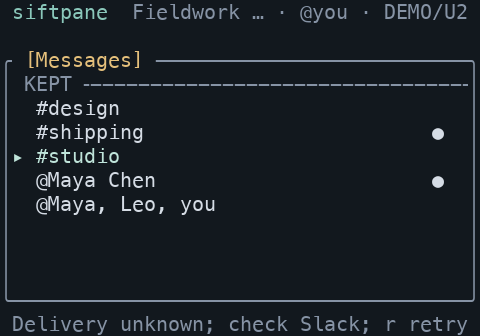 siftpane  Fieldwork … · @you · DEMO/U2
[Messages]
KEPT
#design
#shipping ●
▸ #studio
@Maya Chen ●
@Maya, Leo, you
Delivery unknown; check Slack; r retry